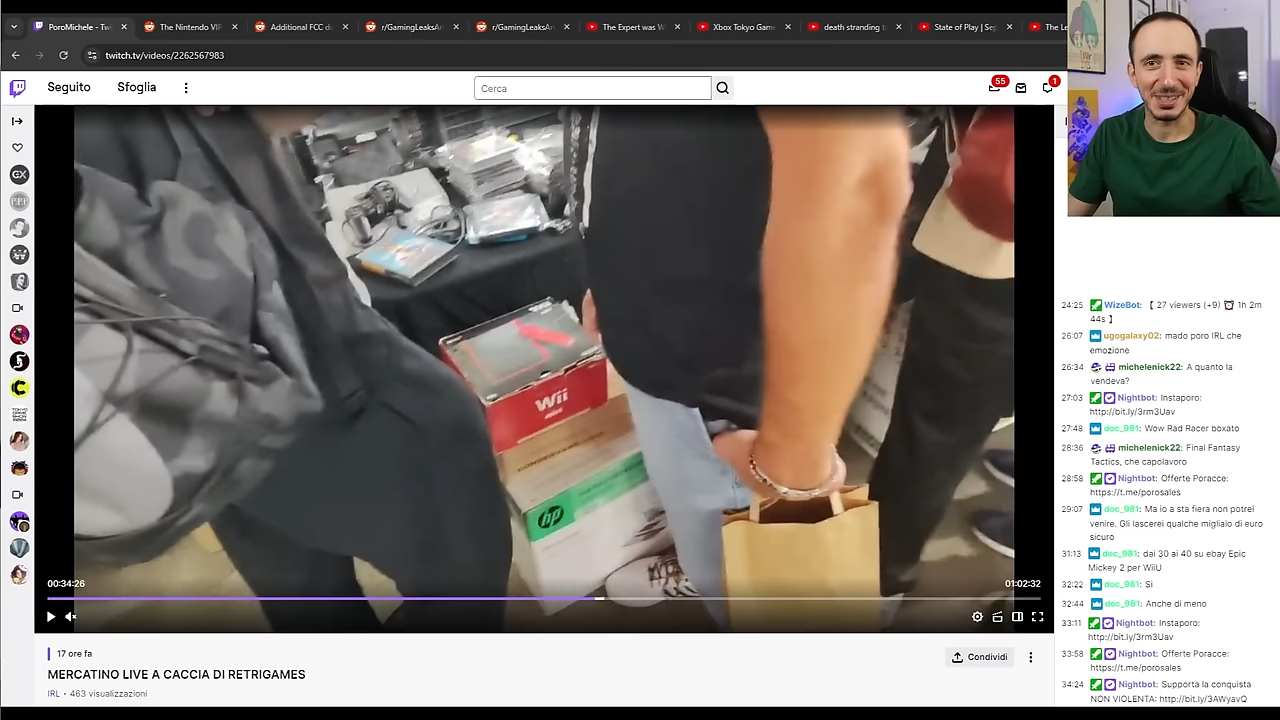 PoroMichele - Tw
The Nintendo VIP
Additional FCC do
r/GamingLeaksAn
r/GamingLeaksAn
The Expert was W
Xbox Tokyo Game
death stranding t
State of Play | Sep
The Le
twitch.tv/videos/2262567983
Seguito
Sfoglia
Cerca
55
1
Wii
mini
hp
00:34:26
01:02:32
17 ore fa
MERCATINO LIVE A CACCIA DI RETRIGAMES
IRL • 463 visualizzazioni
Condividi
24:25 WizeBot: 【 27 viewers (+9) ⏰ 1h 2m
44s 】
26:07 ugogalaxy02: mado poro IRL che
emozione
26:34 michelenick22: A quanto la
vendeva?
27:03 Nightbot: Instaporo:
http://bit.ly/3rm3Uav
27:48 doc_981: Wow Rad Racer boxato
28:36 michelenick22: Final Fantasy
Tactics, che capolavoro
28:58 Nightbot: Offerte Poracce:
https://t.me/porosales
29:07 doc_981: Ma io a sta fiera non potrei
venire. Gli lascerei qualche migliaio di euro
sicuro
31:13 doc_981: dai 30 ai 40 su ebay Epic
Mickey 2 per WiiU
32:22 doc_981: Si
32:44 doc_981: Anche di meno
33:11 Nightbot: Instaporo:
http://bit.ly/3rm3Uav
33:58 Nightbot: Offerte Poracce:
https://t.me/porosales
34:24 Nightbot: Supporta la conquista
NON VIOLENTA: http://bit.ly/3AWyavQ